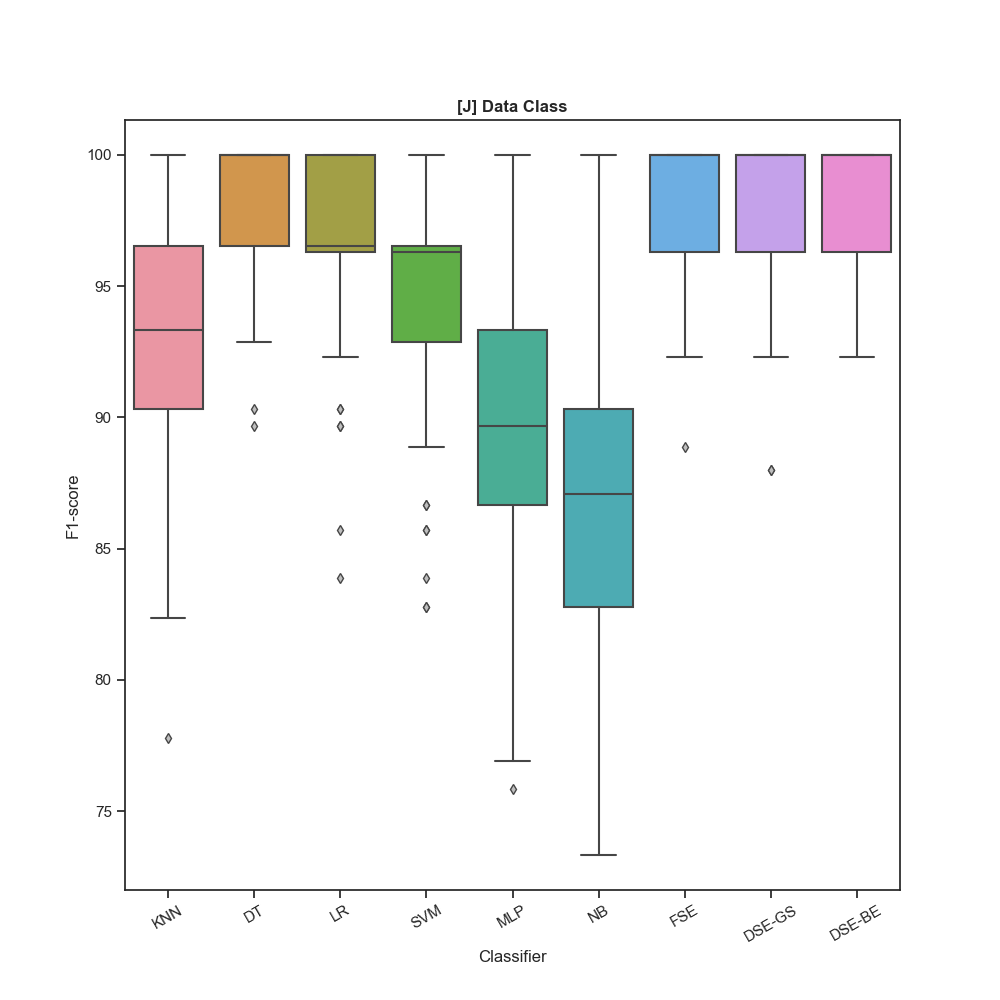 [J] Data Class
100
95
90
85
80
75
F1-score
KNN
DT
LR
SVM
MLP
NB
FSE
DSE-GS
DSE-BE
Classifier